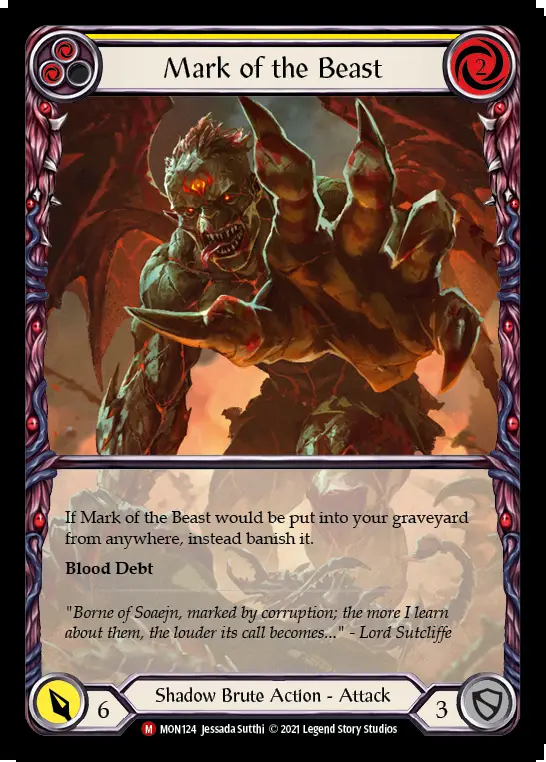 Mark of the Beast
2
If Mark of the Beast would be put into your graveyard
from anywhere, instead banish it.
Blood Debt
"Borne of Soaejn, marked by corruption; the more I learn
about them, the louder its call becomes..." - Lord Sutcliffe
Shadow Brute Action - Attack
6
3
M MON124 Jessada Sutthi © 2021 Legend Story Studios